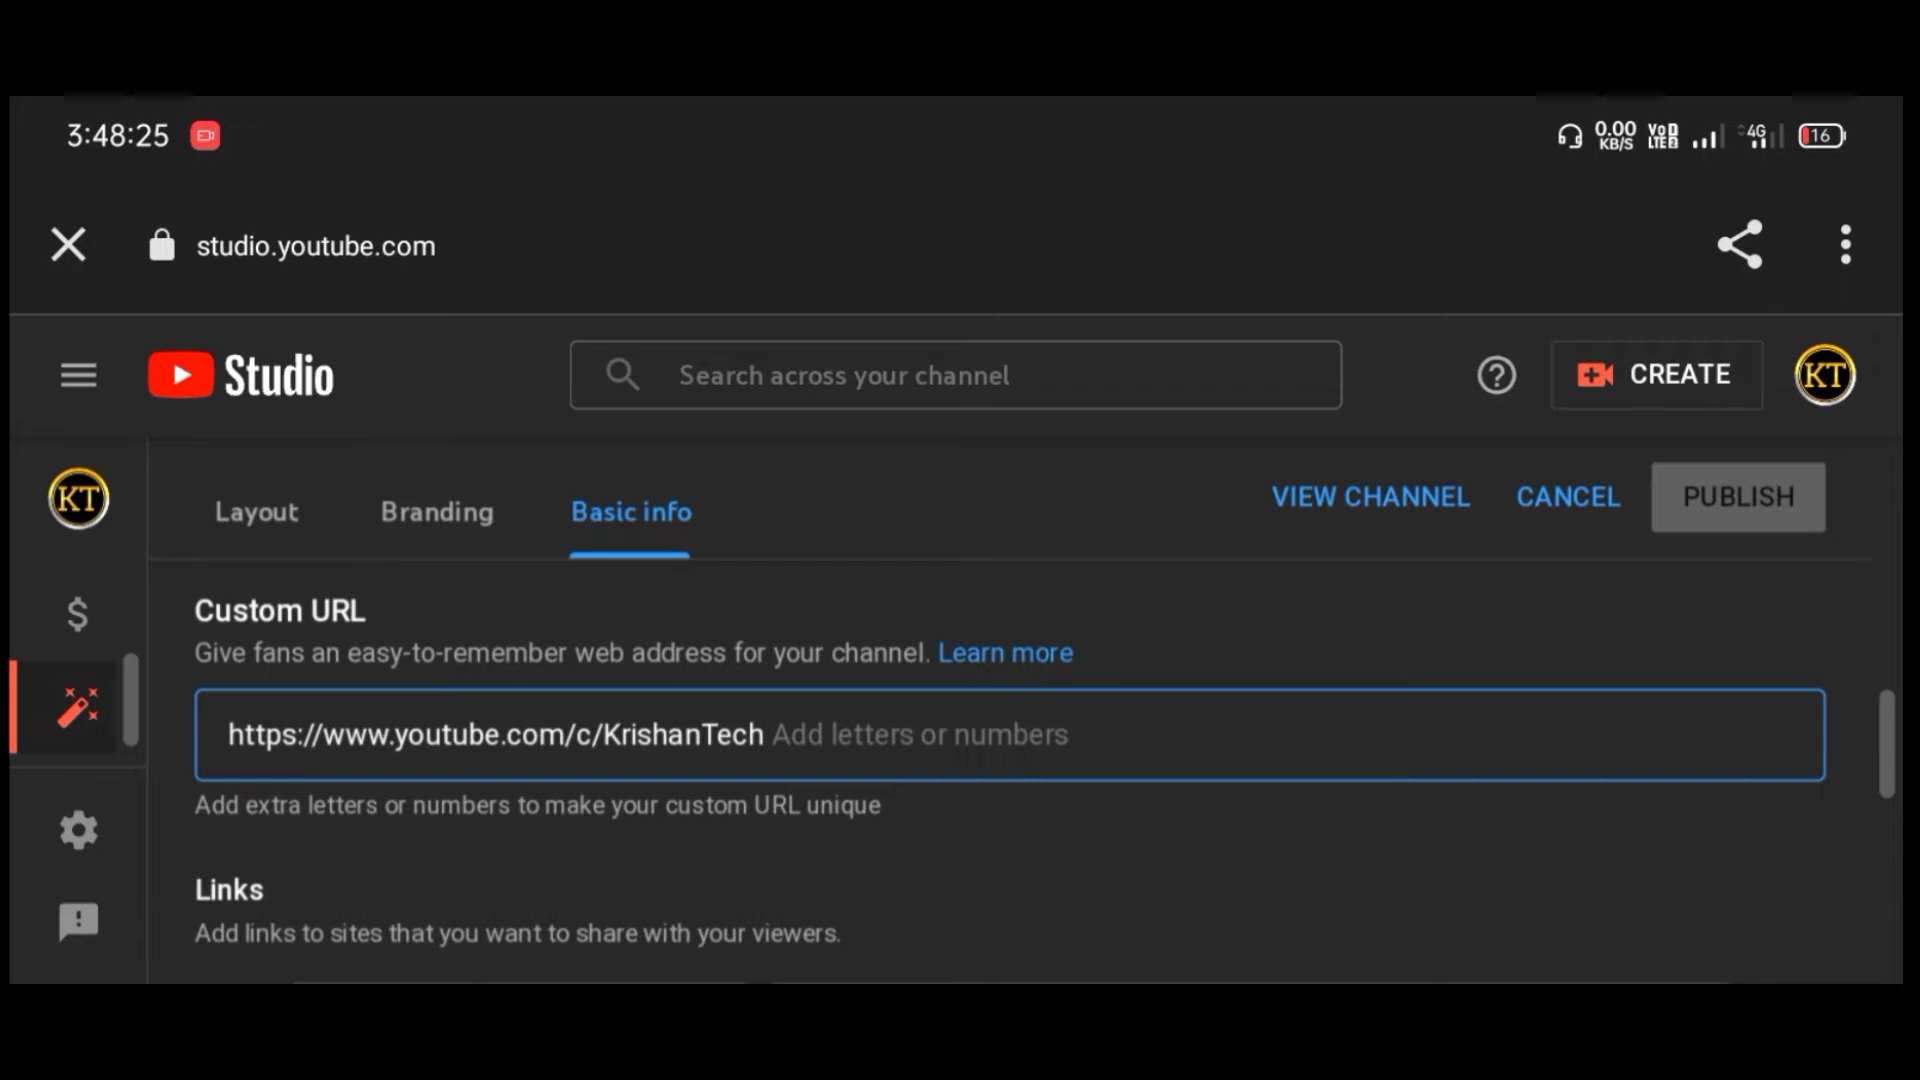 3:48:25
0.00 KB/S VoD LTE2 4G 16
studio.youtube.com
Studio
Search across your channel
CREATE
KT
KT
Layout Branding Basic info
VIEW CHANNEL CANCEL PUBLISH
Custom URL
Give fans an easy-to-remember web address for your channel. Learn more
https://www.youtube.com/c/KrishanTech Add letters or numbers
Add extra letters or numbers to make your custom URL unique
Links
Add links to sites that you want to share with your viewers.